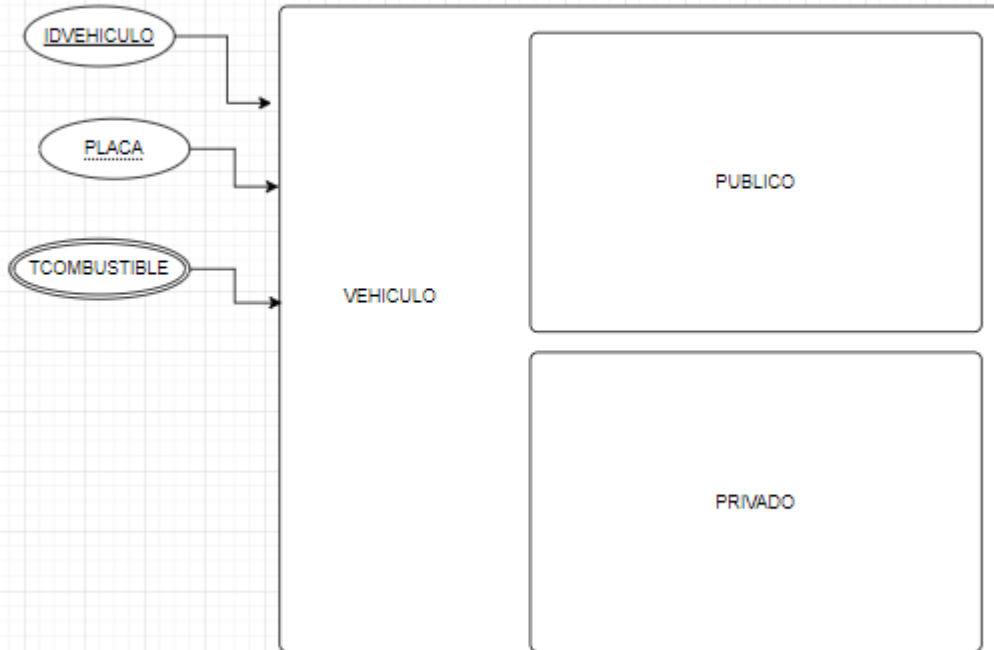 IDVEHICULO
PLACA
TCOMBUSTIBLE
VEHICULO
PUBLICO
PRIVADO